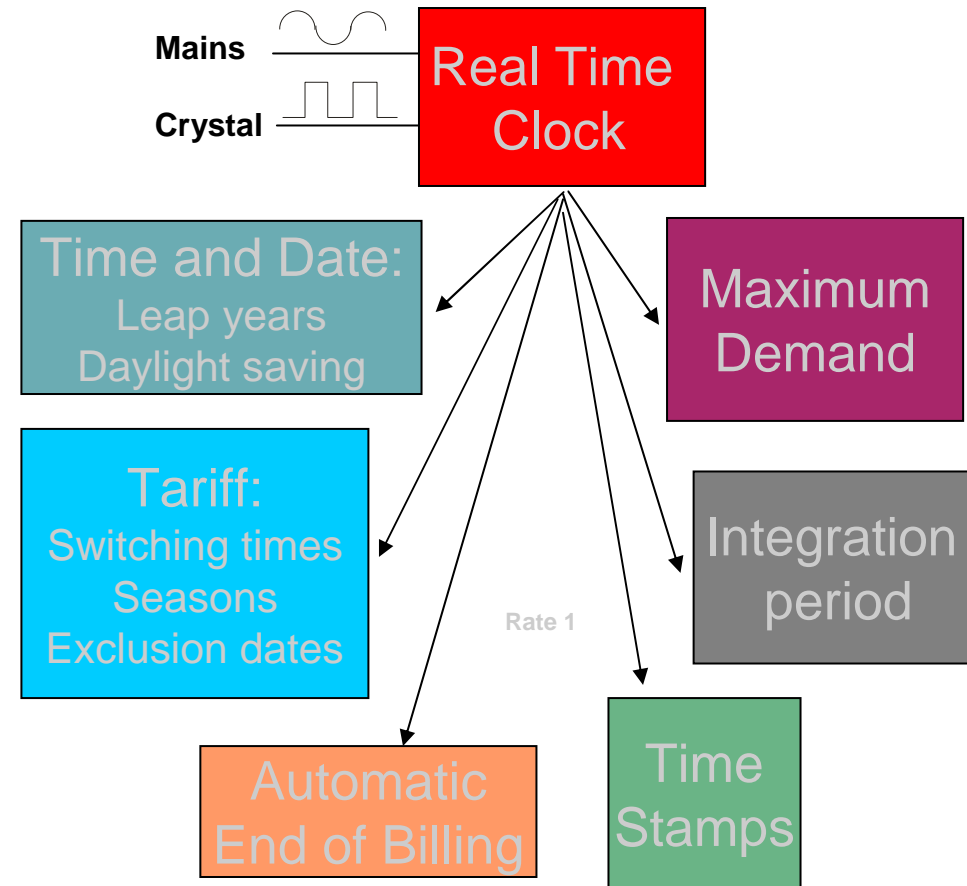 Mains
Crystal
Real Time
Clock
Time and Date:
Leap years
Daylight saving
Maximum
Demand
Tariff:
Switching times
Seasons
Exclusion dates
Integration
period
Rate 1
Automatic
End of Billing
Time
Stamps